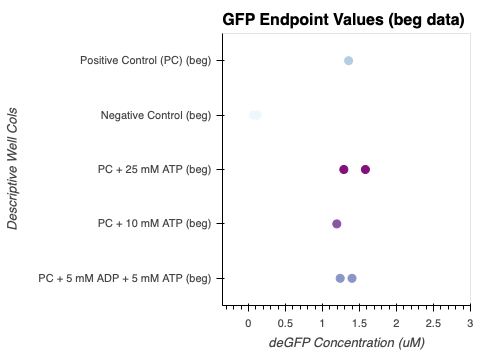 GFP Endpoint Values (beg data)
Positive Control (PC) (beg)
Negative Control (beg)
PC + 25 mM ATP (beg)
PC + 10 mM ATP (beg)
PC + 5 mM ADP + 5 mM ATP (beg)
Descriptive Well Cols
0 0.5 1 1.5 2 2.5 3
deGFP Concentration (uM)